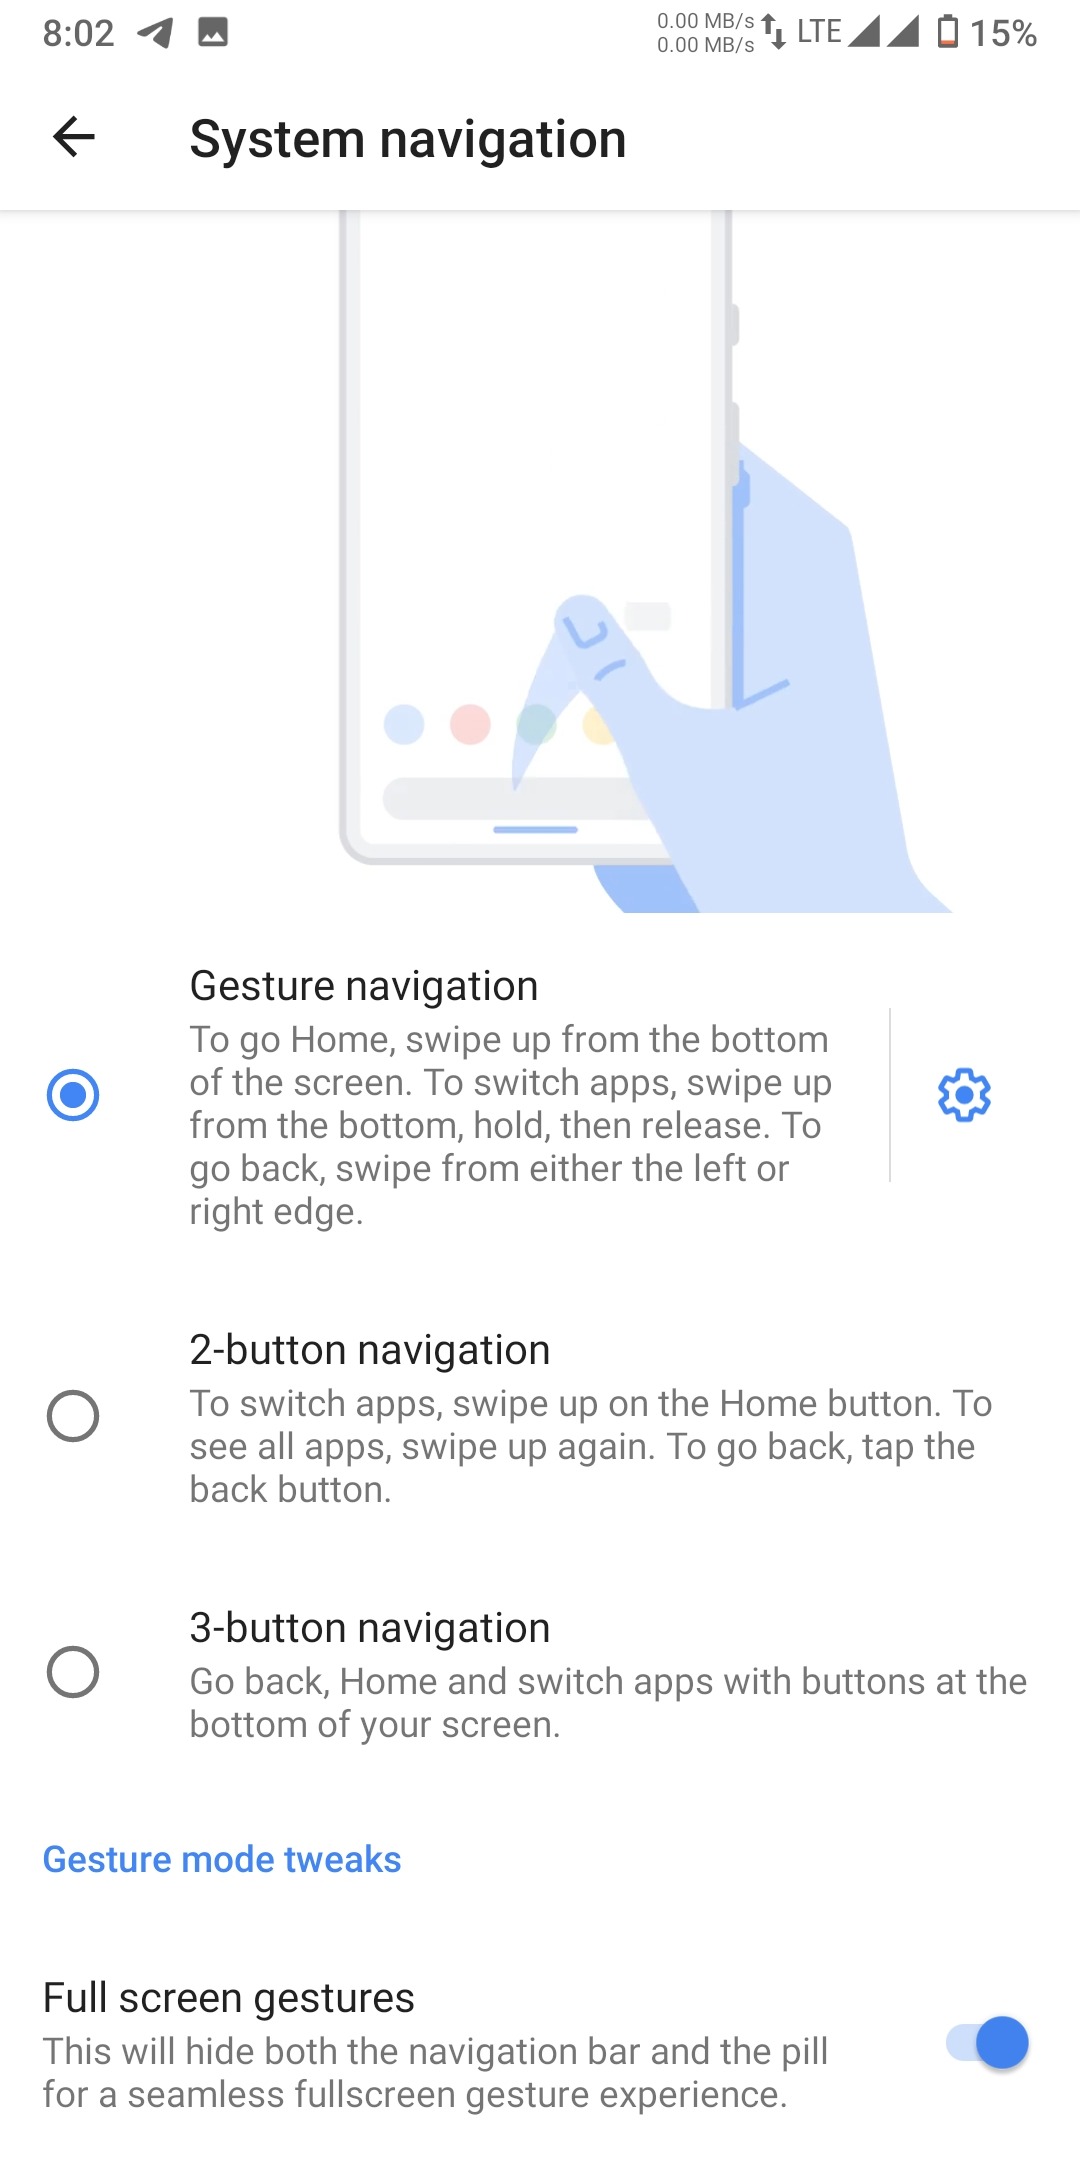 8:02
0.00 MB/s
0.00 MB/s
LTE
15%
System navigation
Gesture navigation
To go Home, swipe up from the bottom
of the screen. To switch apps, swipe up
from the bottom, hold, then release. To
go back, swipe from either the left or
right edge.
2-button navigation
To switch apps, swipe up on the Home button. To
see all apps, swipe up again. To go back, tap the
back button.
3-button navigation
Go back, Home and switch apps with buttons at the
bottom of your screen.
Gesture mode tweaks
Full screen gestures
This will hide both the navigation bar and the pill
for a seamless fullscreen gesture experience.